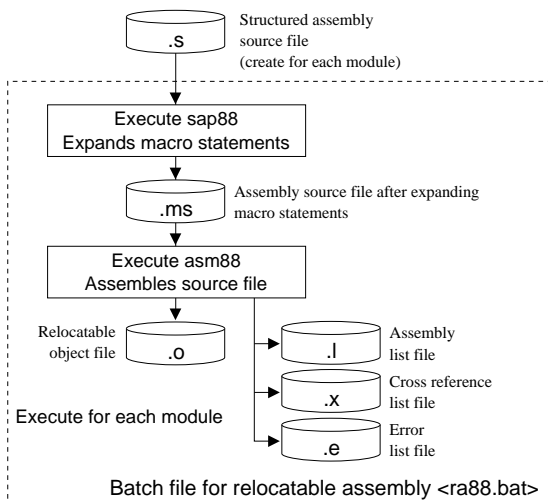 .s
Structured assembly
source file
(create for each module)
Execute sap88
Expands macro statements
.ms
Assembly source file after expanding
macro statements
Execute asm88
Assembles source file
Relocatable
object file
.o
.l
Assembly
list file
.x
Cross reference
list file
.e
Error
list file
Execute for each module
Batch file for relocatable assembly <ra88.bat>